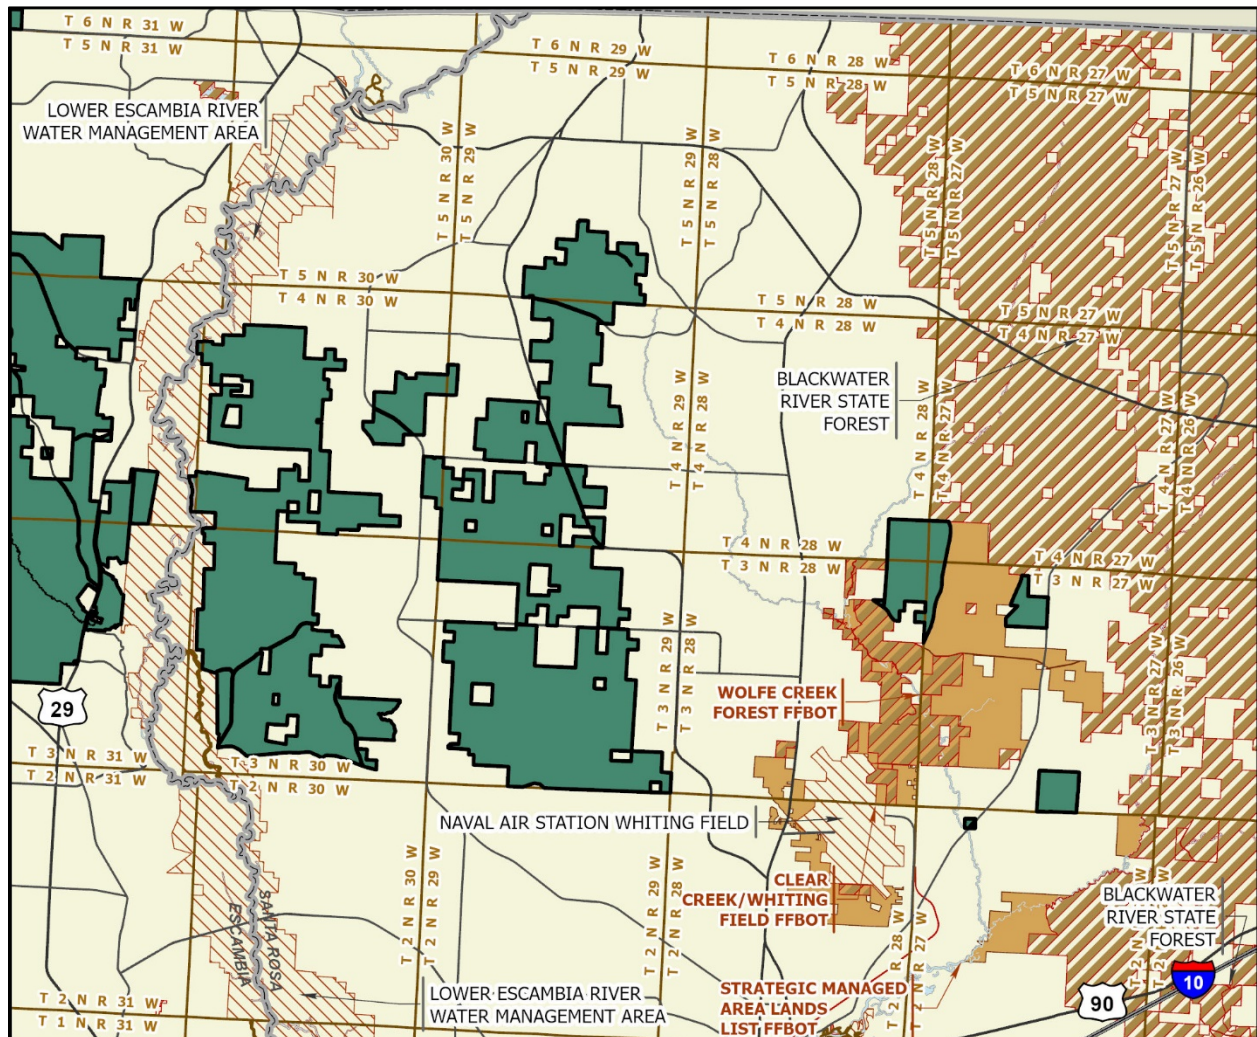 T 6 N R 31 W
T 5 N R 31 W
T 6 N R 29 W
T 5 N R 29 W
T 6 N R 28 W
T 5 N R 28 W
T 6 N R 27 W
T 5 N R 27 W
LOWER ESCAMBIA RIVER
WATER MANAGEMENT AREA
T 5 N R 30 W
T 5 N R 29 W
T 5 N R 29 W
T 5 N R 28 W
T 5 N R 28 W
T 5 N R 27 W
T 5 N R 27 W
T 5 N R 26 W
T 5 N R 30 W
T 4 N R 30 W
T 5 N R 28 W
T 4 N R 28 W
T 5 N R 27 W
T 4 N R 27 W
BLACKWATER
RIVER STATE
FOREST
T 4 N R 29 W
T 4 N R 28 W
T 4 N R 28 W
T 4 N R 27 W
T 4 N R 27 W
T 4 N R 26 W
T 4 N R 28 W
T 3 N R 28 W
T 4 N R 27 W
T 3 N R 27 W
T 3 N R 29 W
T 3 N R 28 W
T 3 N R 27 W
T 3 N R 26 W
29
WOLFE CREEK
FOREST FFBOT
T 3 N R 31 W
T 2 N R 31 W
T 3 N R 30 W
T 2 N R 30 W
NAVAL AIR STATION WHITING FIELD
CLEAR
CREEK/WHITING
FIELD FFBOT
T 2 N R 30 W
T 2 N R 29 W
T 2 N R 29 W
T 2 N R 28 W
T 2 N R 28 W
T 2 N R 27 W
BLACKWATER
RIVER STATE
FOREST
SANTA ROSA
ESCAMBIA
T 2 N R 31 W
T 1 N R 31 W
LOWER ESCAMBIA RIVER
WATER MANAGEMENT AREA
STRATEGIC MANAGED
AREA LANDS
LIST FFBOT
90
10